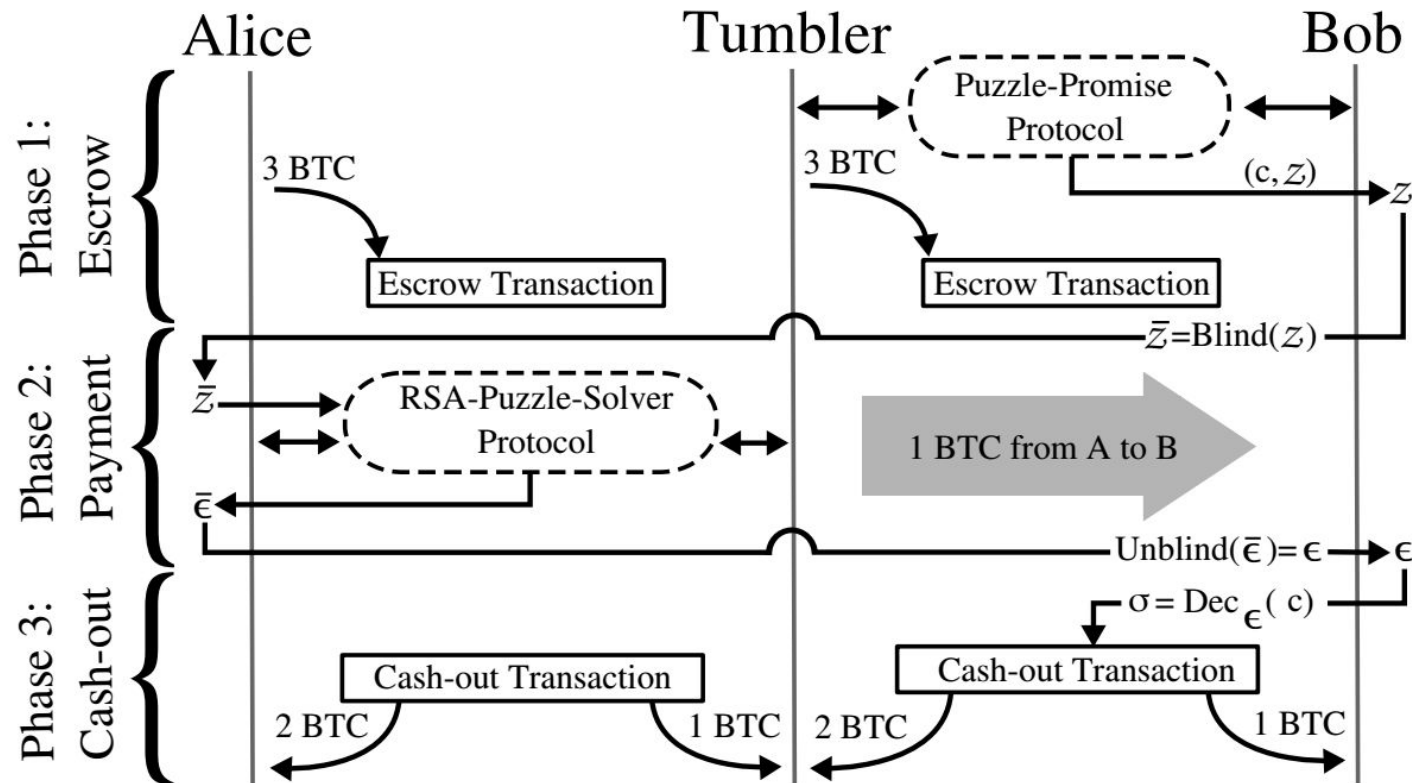 Alice
Tumbler
Bob
Phase 1:
Escrow
Puzzle-Promise
Protocol
3 BTC
3 BTC
(c, z)
z
Escrow Transaction
Escrow Transaction
z̄=Blind(z)
Phase 2:
Payment
z̄
RSA-Puzzle-Solver
Protocol
1 BTC from A to B
ϵ̄
Unblind(ϵ̄)= ϵ
ϵ
Phase 3:
Cash-out
σ = Dec_ϵ( c)
Cash-out Transaction
Cash-out Transaction
2 BTC
1 BTC
2 BTC
1 BTC